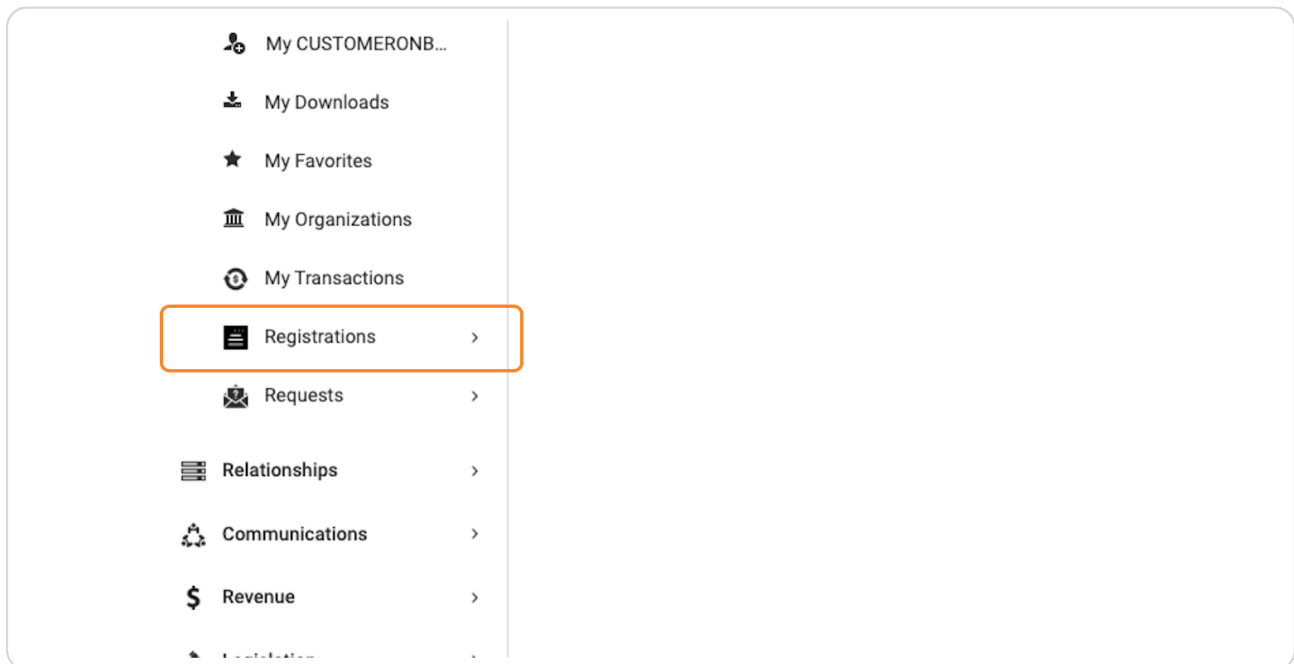 My CUSTOMERONB...
My Downloads
My Favorites
My Organizations
My Transactions
Registrations
Requests
Relationships
Communications
Revenue